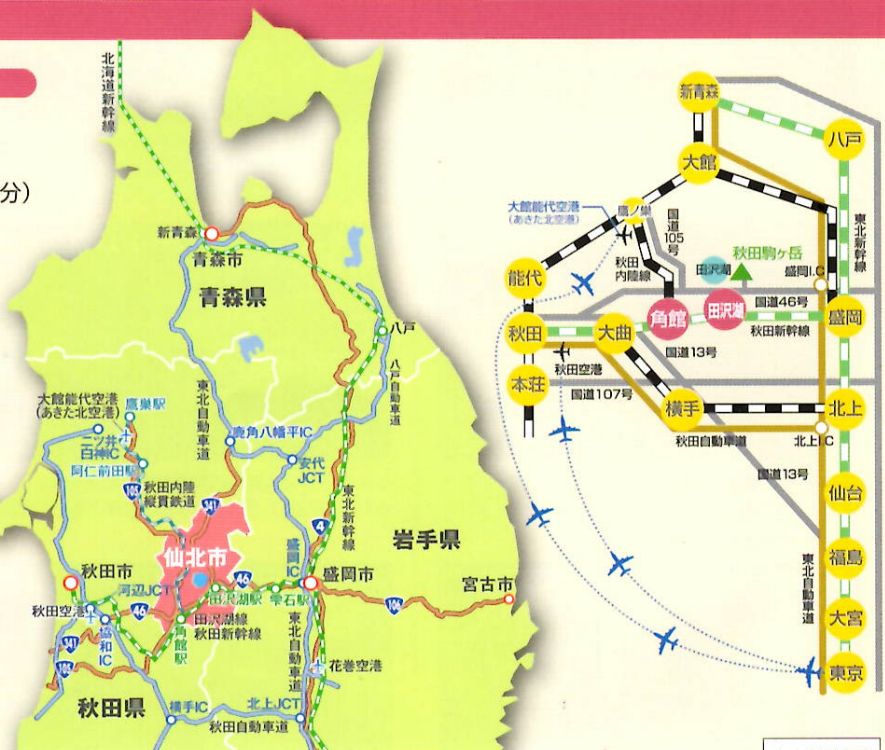 北海道新幹線
分）
新青森
青森市
青森県
八戸
八戸自動車道
大館能代空港
（あきた北空港）
鷹巣駅
二ツ井
白神IC
阿仁前田駅
東北自動車道
鹿角八幡平IC
安代
JCT
105
秋田内陸
縦貫鉄道
341
東北新幹線
4
岩手県
仙北市
盛岡IC
盛岡市
46
秋田市
河辺JCT
田沢湖駅
雫石駅
宮古市
106
秋田空港
46
協和IC
角館駅
田沢湖線
秋田新幹線
東北自動車道
341
105
花巻空港
秋田県
横手IC
北上JCT
秋田自動車道
新青森
八戸
大館
大館能代空港
（あきた北空港）
鷹ノ巣
国道105号
東北新幹線
秋田
内陸線
秋田駒ヶ岳
田沢湖
盛岡I.C
能代
国道46号
角館
田沢湖
盛岡
秋田
大曲
秋田新幹線
国道13号
秋田空港
本荘
国道107号
横手
北上
秋田自動車道
北上I.C
国道13号
仙台
福島
東北自動車道
大宮
東京